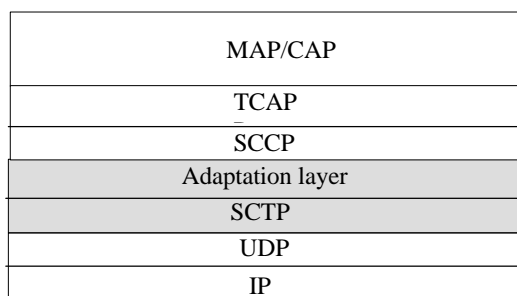 MAP/CAP
TCAP
SCCP
Adaptation layer
SCTP
UDP
IP